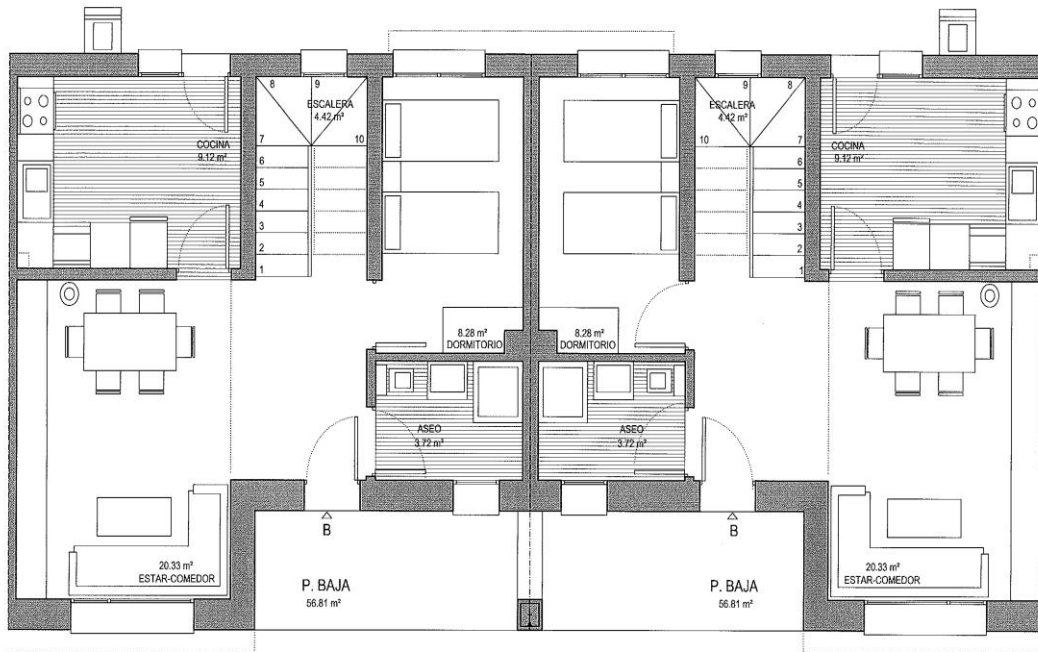 8
9
ESCALERA
4.42 m²
7
10
6
5
4
3
2
1
COCINA
9.12 m²
8.28 m²
DORMITORIO
ASEO
3.72 m²
B
20.33 m²
ESTAR-COMEDOR
P. BAJA
56.81 m²
9
8
ESCALERA
4.42 m²
10
7
6
5
4
3
2
1
COCINA
9.12 m²
8.28 m²
DORMITORIO
ASEO
3.72 m²
B
20.33 m²
ESTAR-COMEDOR
P. BAJA
56.81 m²